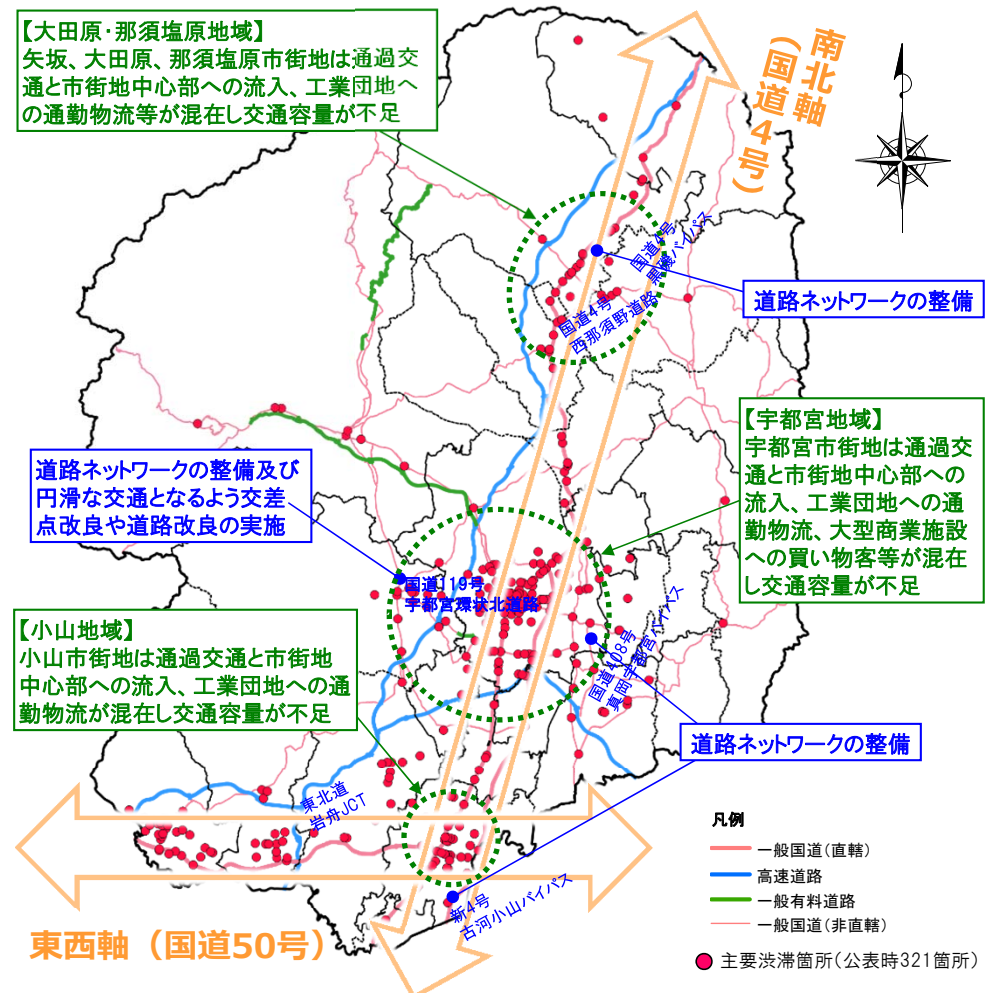 【大田原・那須塩原地域】
矢坂、大田原、那須塩原市街地は通過交
通と市街地中心部への流入、工業団地へ
の通勤物流等が混在し交通容量が不足
南北軸
(国道4号)
国道4号
黒磯バイパス
道路ネットワークの整備
国道4号
西那須野道路
【宇都宮地域】
宇都宮市街地は通過交
通と市街地中心部への
流入、工業団地への通
勤物流、大型商業施設
への買い物客等が混在
し交通容量が不足
道路ネットワークの整備及び
円滑な交通となるよう交差
点改良や道路改良の実施
国道119号
宇都宮環状北道路
【小山地域】
小山市街地は通過交通と市街地
中心部への流入、工業団地への通
勤物流が混在し交通容量が不足
国道408号
真岡宇都宮バイパス
道路ネットワークの整備
東北道
岩舟JCT
新4号
古河小山バイパス
東西軸（国道50号）
凡例
一般国道（直轄）
高速道路
一般有料道路
一般国道（非直轄）
主要渋滞箇所（公表時321箇所）